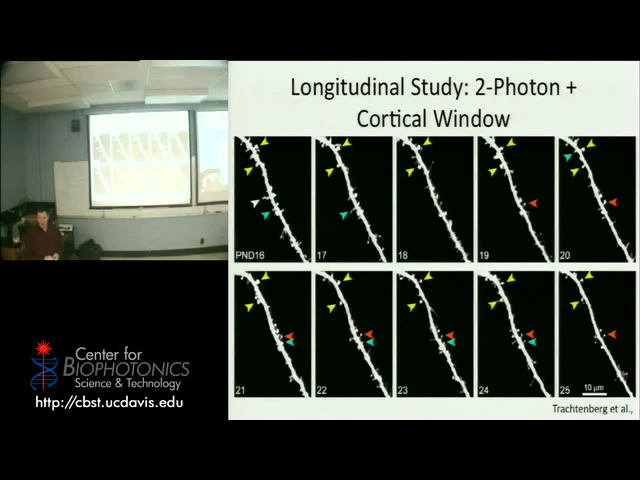 Longitudinal Study: 2-Photon +
Cortical Window
PND16
17
18
19
20
21
22
23
24
25
10 µm
Trachtenberg et al.,
Center for
BIOPHOTONICS
Science & Technology
http://cbst.ucdavis.edu